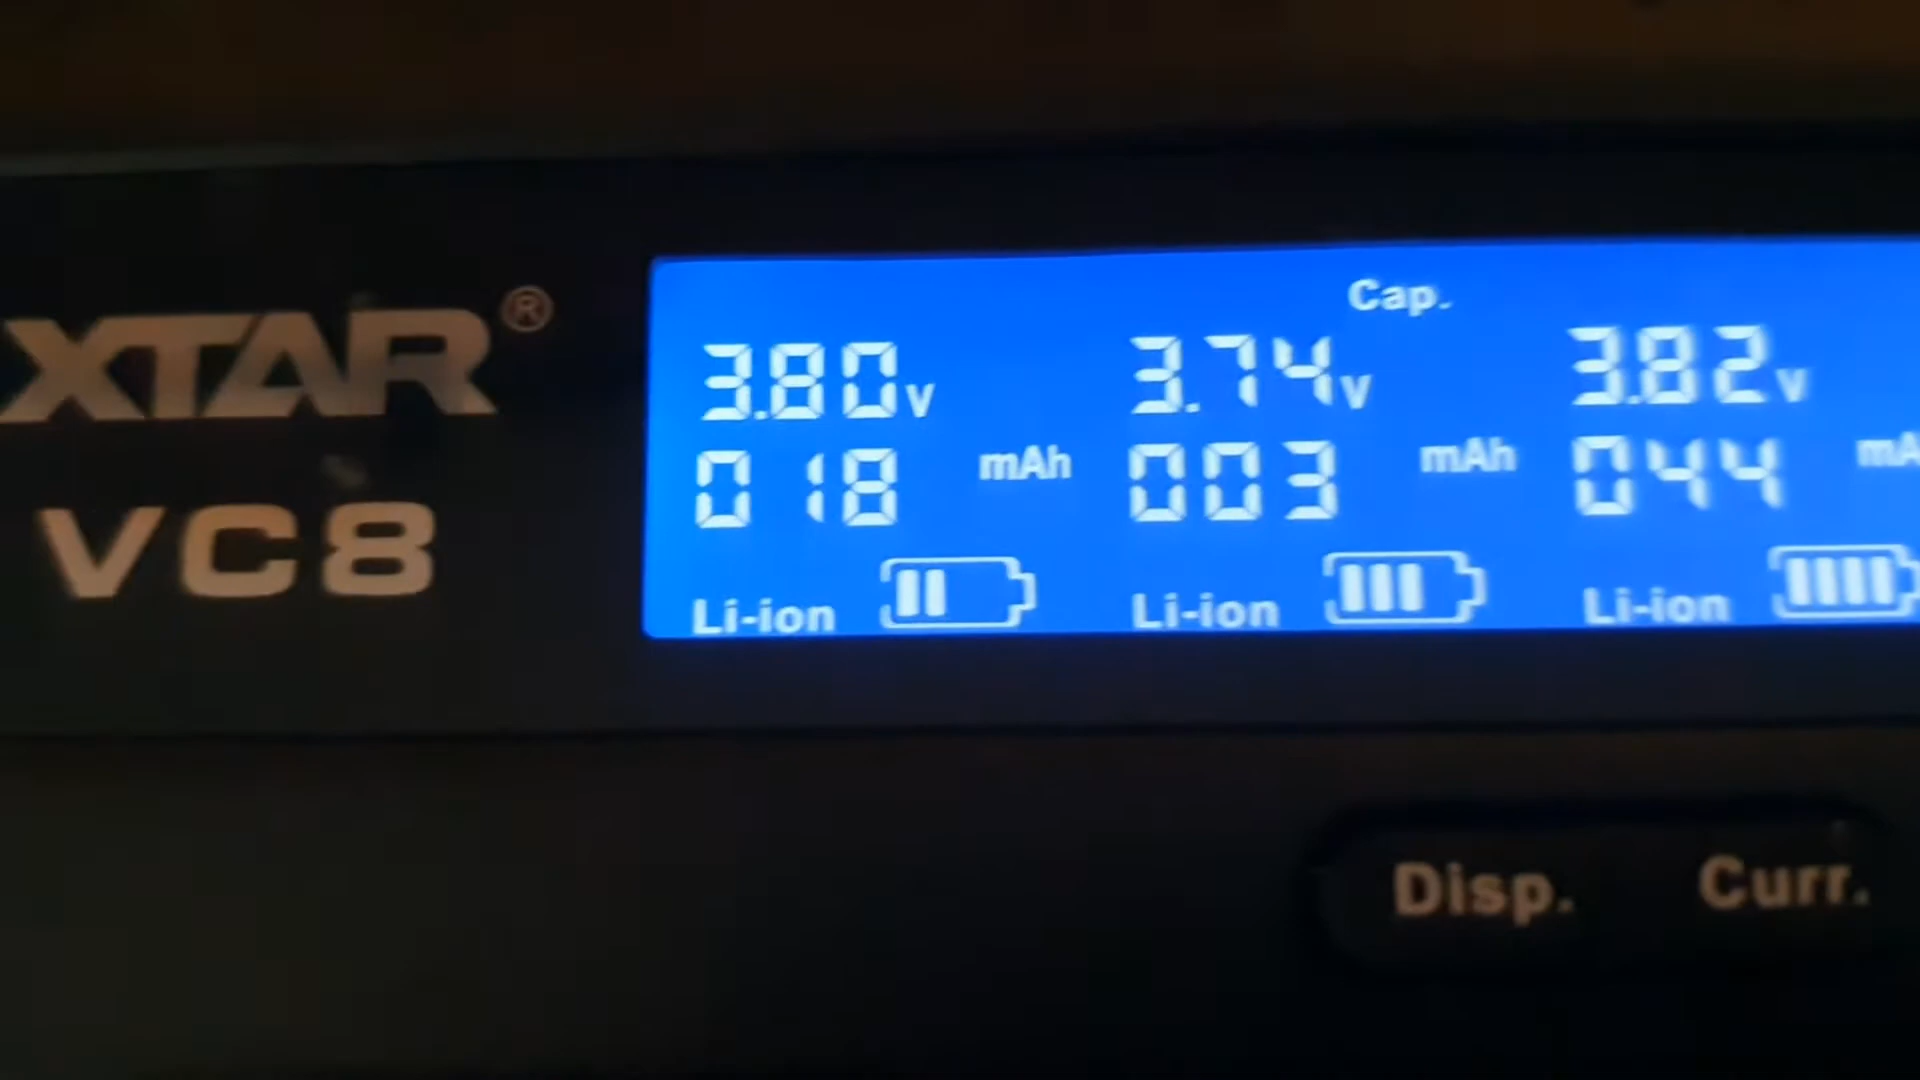 XTAR®
VC8
Cap.
3.80V 3.74V 3.82V
018 mAh 003 mAh 044 mA
Li-ion Li-ion Li-ion
Disp. Curr.